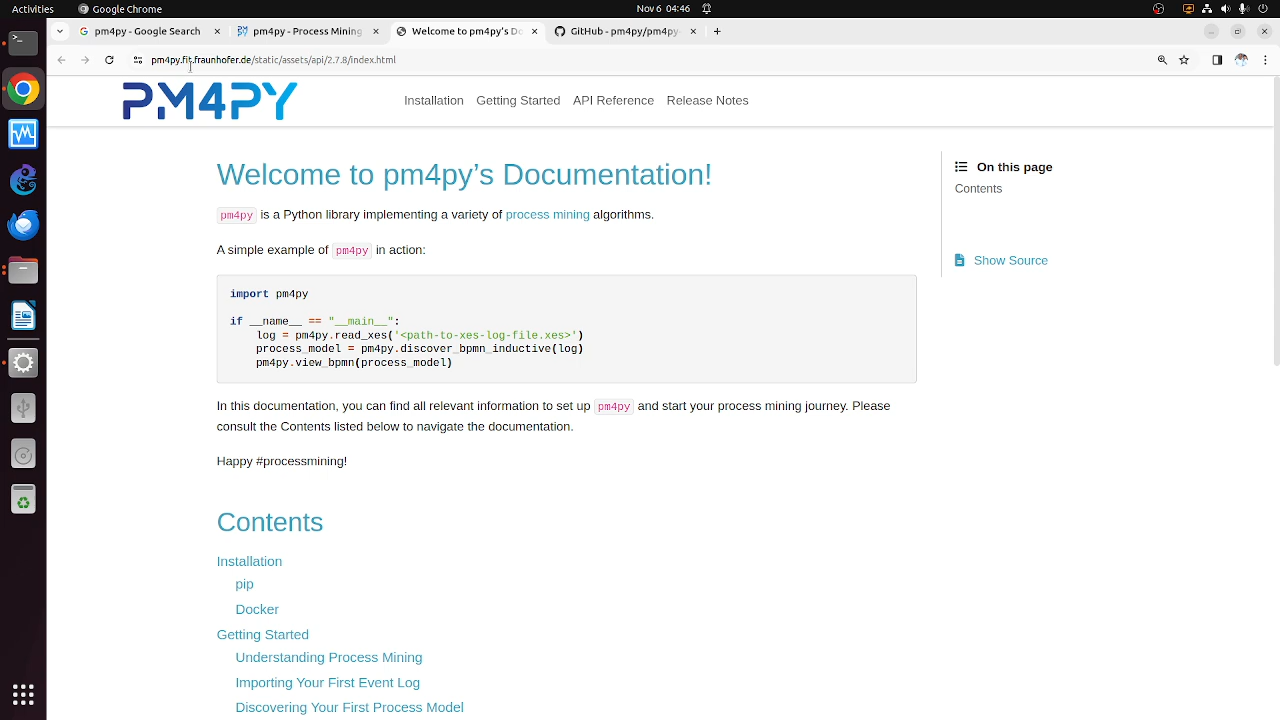 Activities
Google Chrome
Nov 6 04:46
pm4py - Google Search
pm4py - Process Mining
Welcome to pm4py's Do
GitHub - pm4py/pm4py
pm4py.fit.fraunhofer.de/static/assets/api/2.7.8/index.html
PM4PY
Installation
Getting Started
API Reference
Release Notes
Welcome to pm4py's Documentation!
pm4py is a Python library implementing a variety of process mining algorithms.
A simple example of pm4py in action:
import pm4py
if __name__ == "__main__":
log = pm4py.read_xes('<path-to-xes-log-file.xes>')
process_model = pm4py.discover_bpmn_inductive(log)
pm4py.view_bpmn(process_model)
In this documentation, you can find all relevant information to set up pm4py and start your process mining journey. Please
consult the Contents listed below to navigate the documentation.
Happy #processmining!
Contents
Installation
pip
Docker
Getting Started
Understanding Process Mining
Importing Your First Event Log
Discovering Your First Process Model
On this page
Contents
Show Source